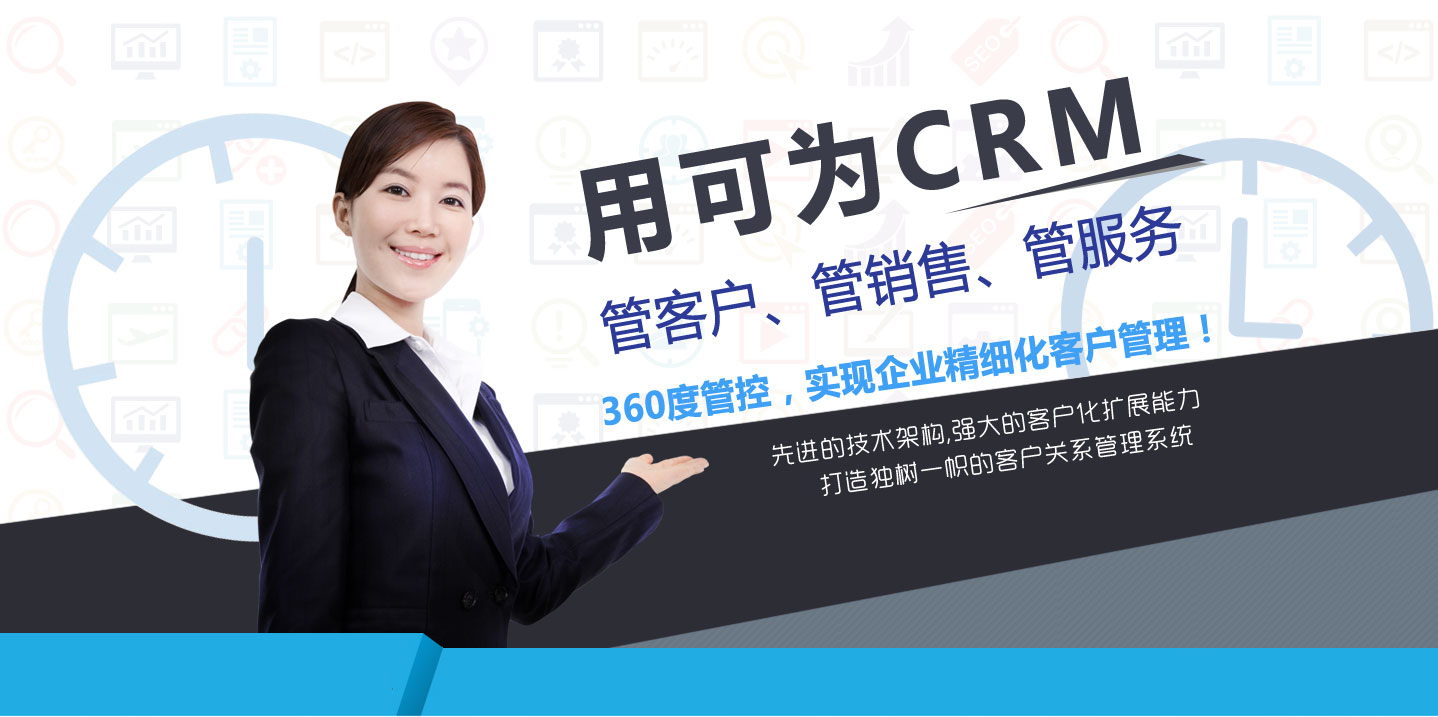 用可为CRM
管客户、管销售、管服务
360度管控，实现企业精细化客户管理！
先进的技术架构,强大的客户化扩展能力
打造独树一帜的客户关系管理系统
SEO
SEO